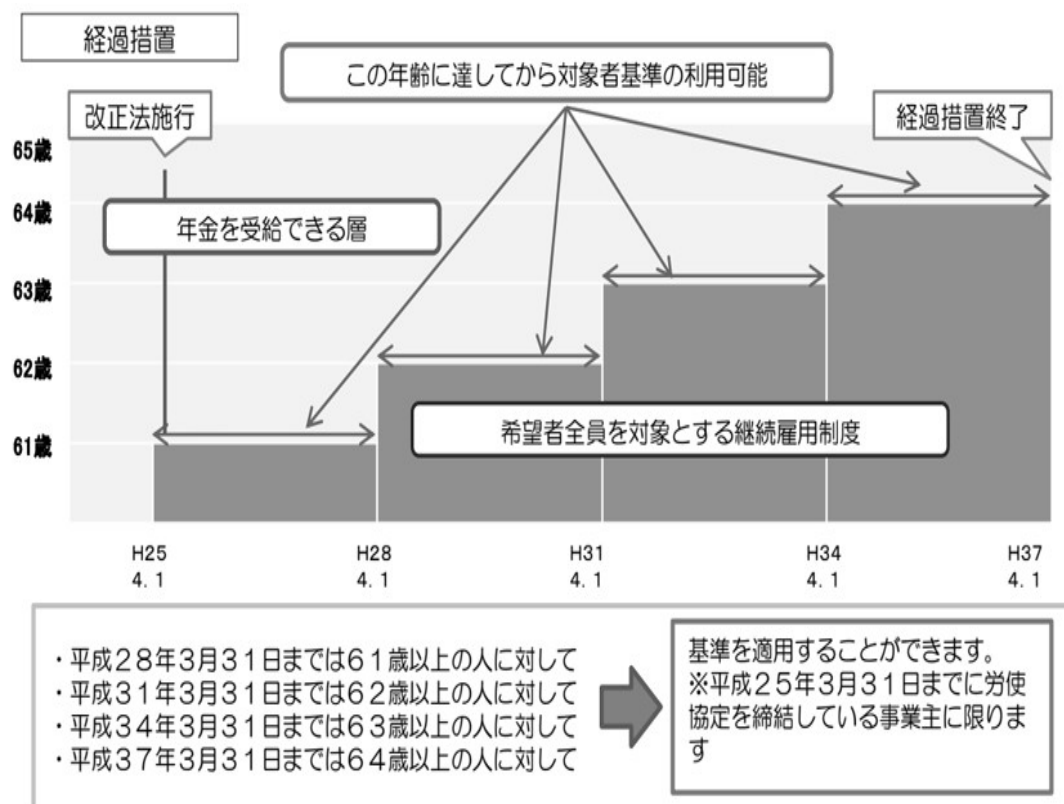 経過措置
この年齢に達してから対象者基準の利用可能
改正法施行
経過措置終了
65歳
64歳
年金を受給できる層
63歳
62歳
希望者全員を対象とする継続雇用制度
61歳
H25
4.1
H28
4.1
H31
4.1
H34
4.1
H37
4.1
・平成28年3月31日までは61歳以上の人に対して
・平成31年3月31日までは62歳以上の人に対して
・平成34年3月31日までは63歳以上の人に対して
・平成37年3月31日までは64歳以上の人に対して
基準を適用することができます。
※平成25年3月31日までに労使
協定を締結している事業主に限りま
す